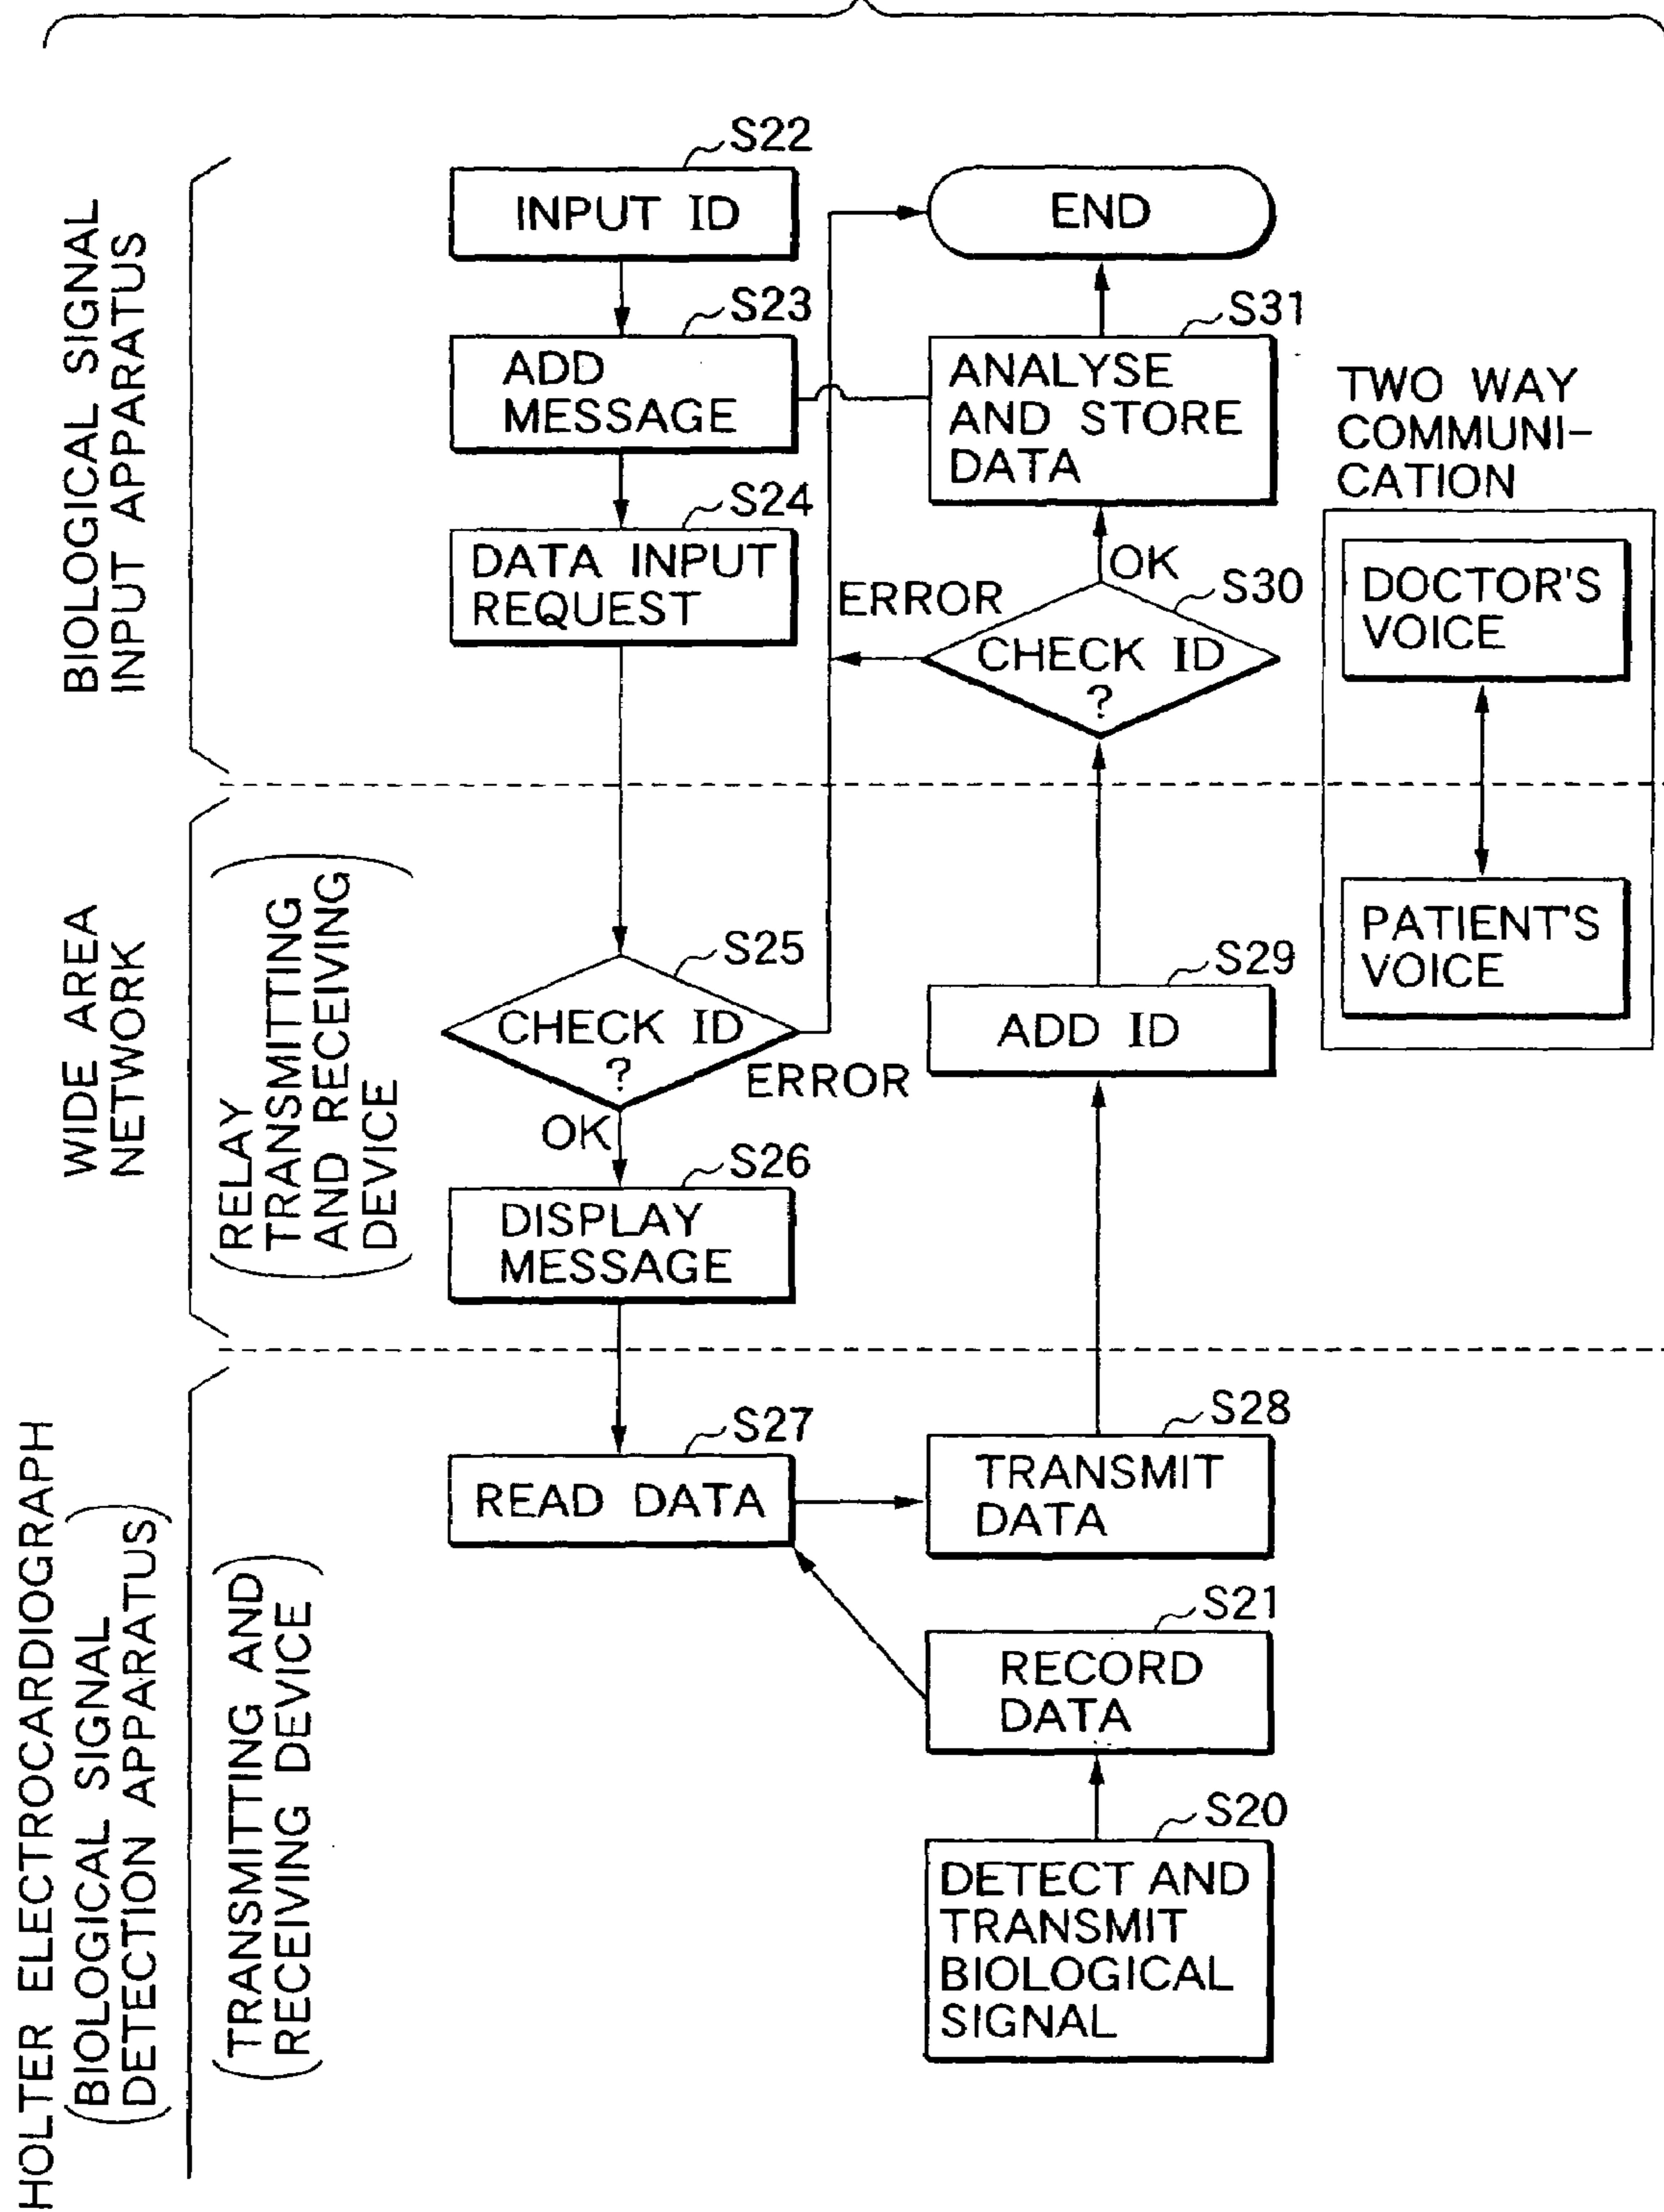 BIOLOGICAL SIGNAL
INPUT APPARATUS
S22
INPUT ID
END
S23
ADD
MESSAGE
S31
ANALYSE
AND STORE
DATA
TWO WAY
COMMUNI-
CATION
S24
DATA INPUT
REQUEST
OK
ERROR
S30
CHECK ID
?
DOCTOR'S
VOICE
WIDE AREA
NETWORK
(RELAY
TRANSMITTING
AND RECEIVING
DEVICE)
S25
CHECK ID
?
ERROR
OK
S29
ADD ID
PATIENT'S
VOICE
S26
DISPLAY
MESSAGE
HOLTER ELECTROCARDIOGRAPH
(BIOLOGICAL SIGNAL
DETECTION APPARATUS)
(TRANSMITTING AND
RECEIVING DEVICE)
S27
READ DATA
S28
TRANSMIT
DATA
S21
RECORD
DATA
S20
DETECT AND
TRANSMIT
BIOLOGICAL
SIGNAL